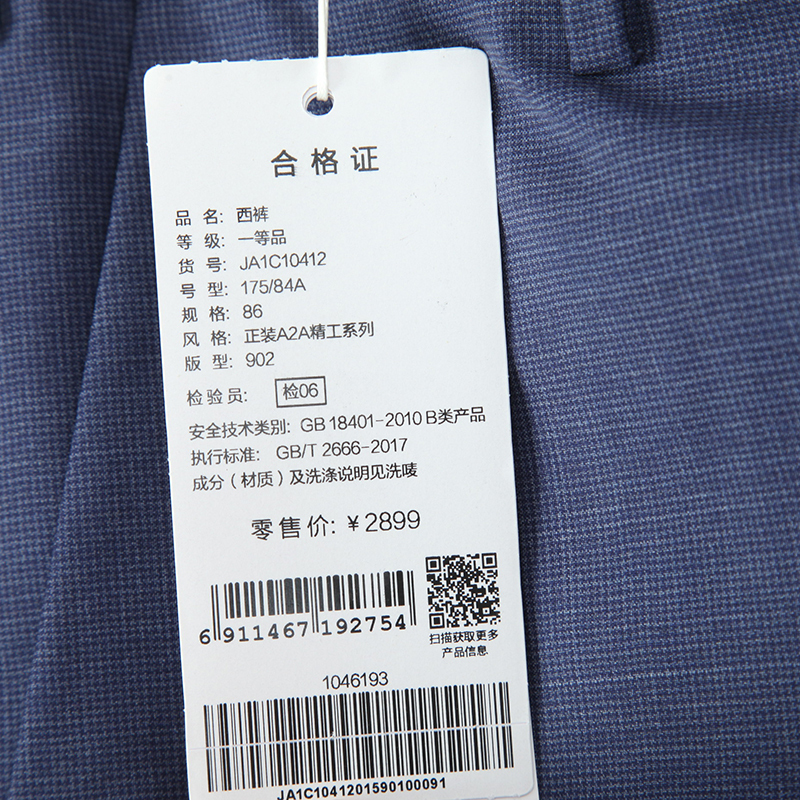 合格证
品 名: 西裤
等 级: 一等品
货 号: JA1C10412
号 型: 175/84A
规 格: 86
风 格: 正装A2A精工系列
版 型: 902
检验员: 检06
安全技术类别: GB 18401-2010 B类产品
执行标准: GB/T 2666-2017
成分(材质)及洗涤说明见洗唛
零售价: ¥2899
6 911467 192754
扫描获取更多
产品信息
1046193
JA1C1041201590100091